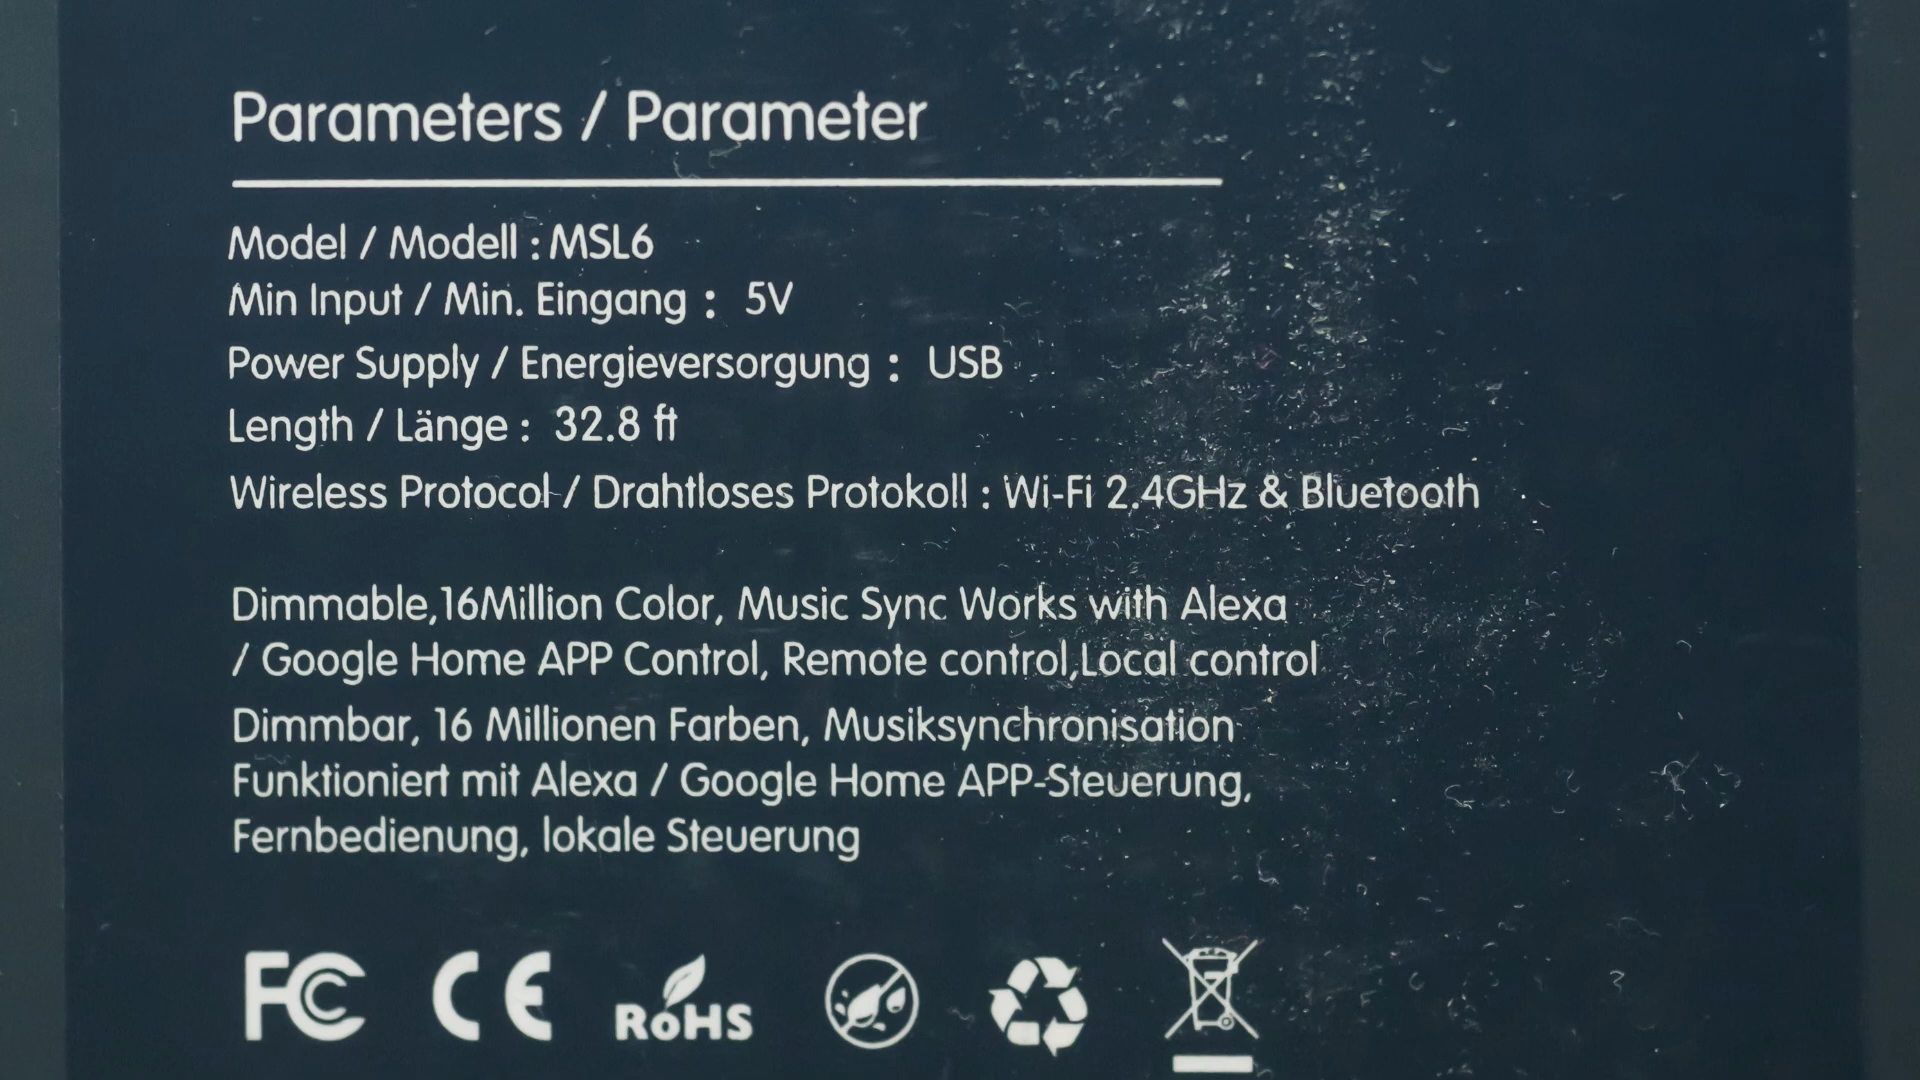 Parameters / Parameter
Model / Modell : MSL6
Min Input / Min. Eingang : 5V
Power Supply / Energieversorgung : USB
Length / Länge : 32.8 ft
Wireless Protocol / Drahtloses Protokoll : Wi-Fi 2.4GHz & Bluetooth
Dimmable,16Million Color, Music Sync Works with Alexa
/ Google Home APP Control, Remote control,Local control
Dimmbar, 16 Millionen Farben, Musiksynchronisation
Funktioniert mit Alexa / Google Home APP-Steuerung,
Fernbedienung, lokale Steuerung
FC CE RoHS